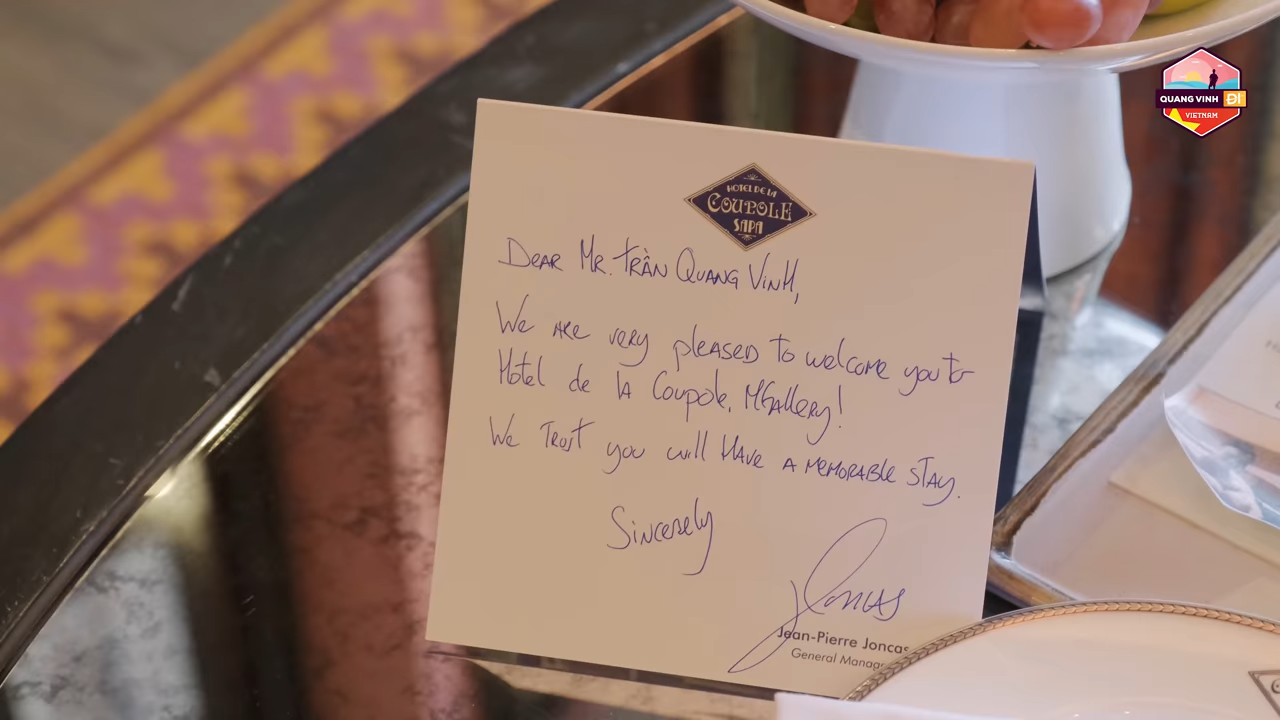 QUANG VINH ĐI
VIETNAM
HOTEL DE LA
COUPOLE
SAPA
DEAR MR. TRẦN QUANG VINH,
We are very pleased to welcome you to
Hotel de la Coupole, MGallery!
We trust you will have a memorable stay.
Sincerely
JJoncas
Jean-Pierre Joncas
General Manag